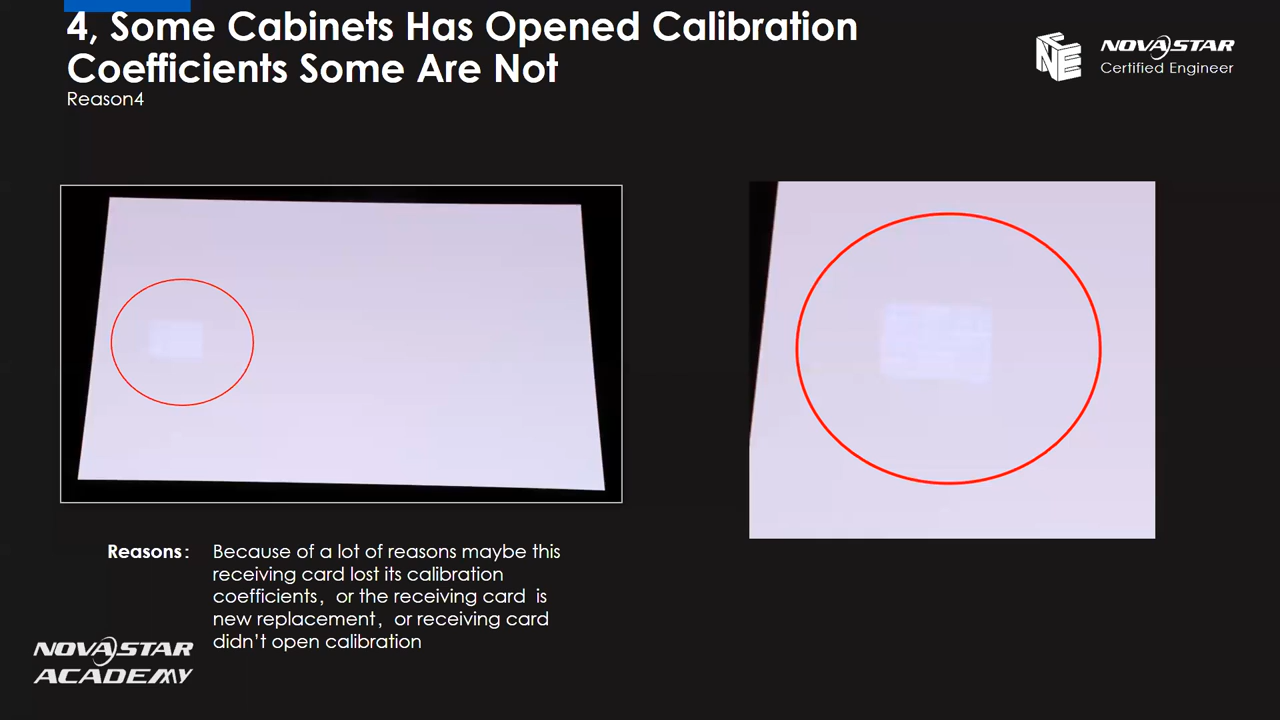 4, Some Cabinets Has Opened Calibration
Coefficients Some Are Not
Reason4
NE
NOVASTAR
Certified Engineer
Reasons：
Because of a lot of reasons maybe this
receiving card lost its calibration
coefficients，or the receiving card is
new replacement，or receiving card
didn’t open calibration
NOVASTAR
ACADEMY